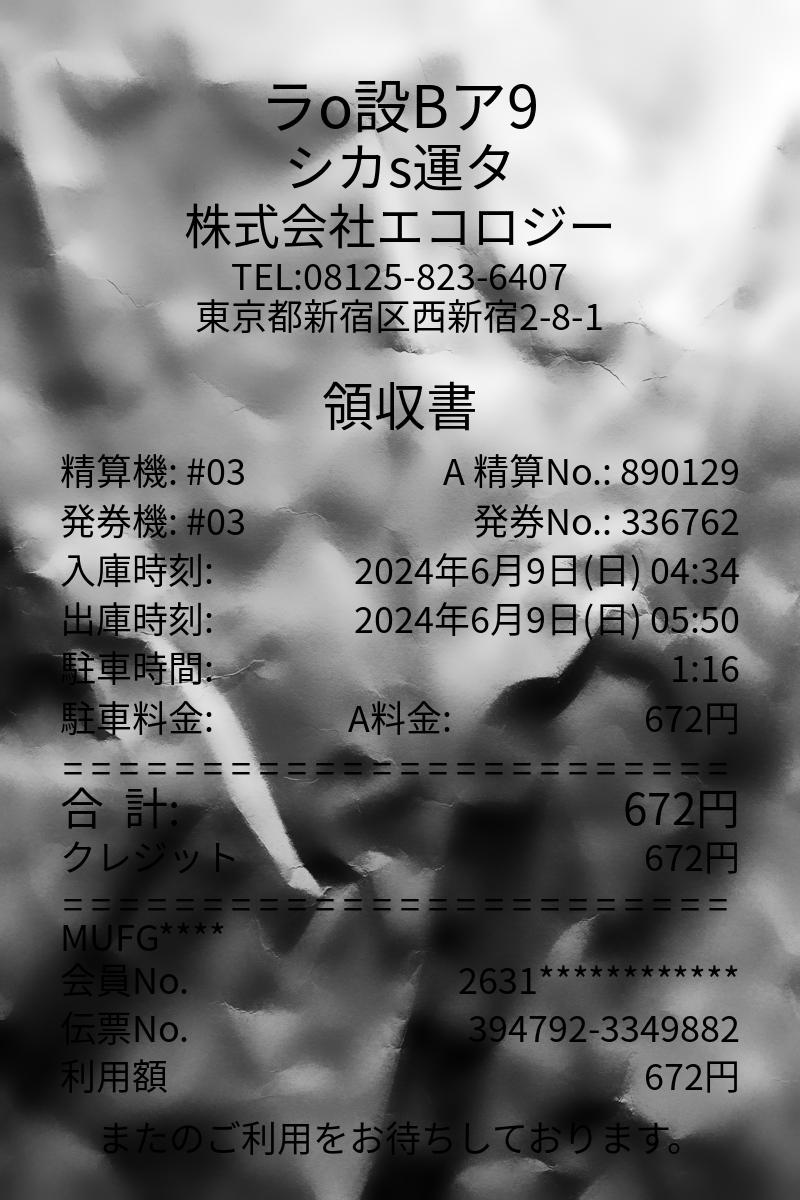 ラo設Bア9
シカs運タ
株式会社エコロジー
TEL:08125-823-6407
東京都新宿区西新宿2-8-1
領収書
精算機: #03 A 精算No.: 890129
発券機: #03 発券No.: 336762
入庫時刻: 2024年6月9日(日) 04:34
出庫時刻: 2024年6月9日(日) 05:50
駐車時間: 1:16
駐車料金: A料金: 672円
========================
合 計: 672円
クレジット 672円
========================
MUFG****
会員No. 2631************
伝票No. 394792-3349882
利用額 672円
またのご利用をお待ちしております。